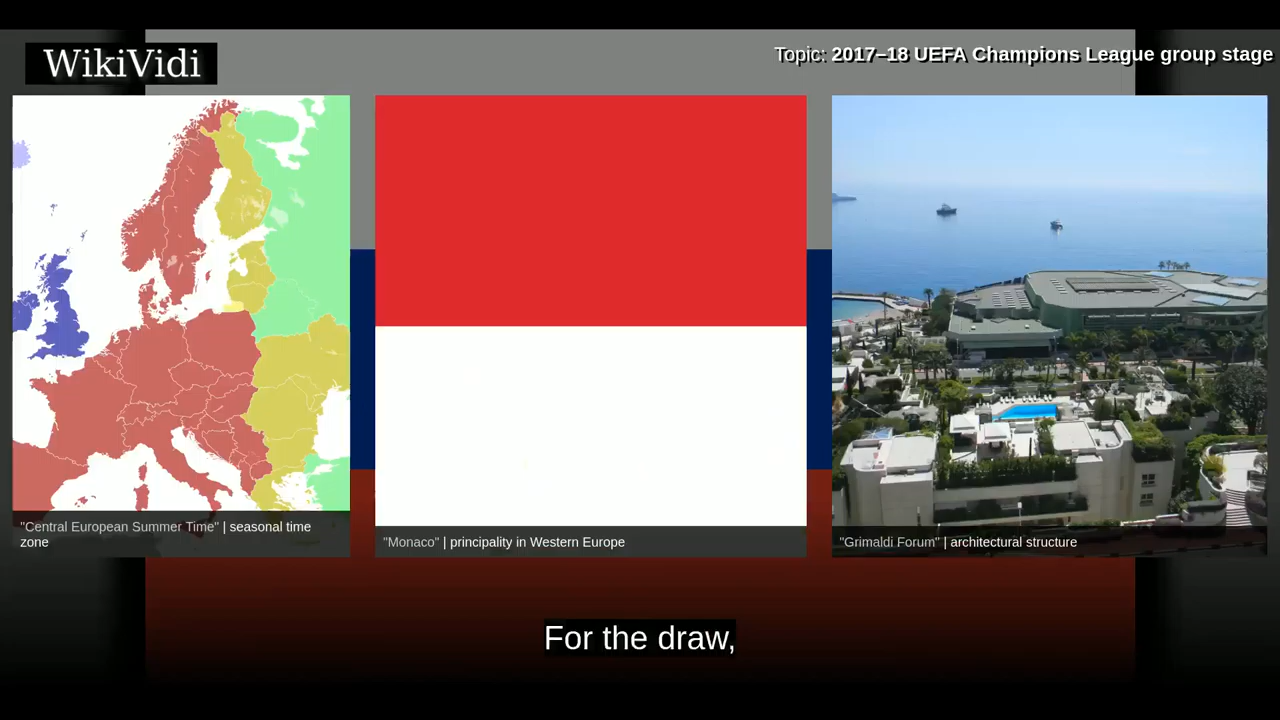 WikiVidi
Topic: 2017–18 UEFA Champions League group stage
"Central European Summer Time" | seasonal time
zone
"Monaco" | principality in Western Europe
"Grimaldi Forum" | architectural structure
For the draw,